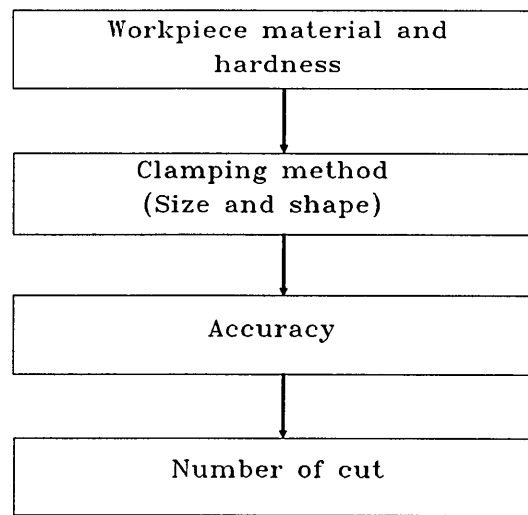 Workpiece material and
hardness
Clamping method
(Size and shape)
Accuracy
Number of cut